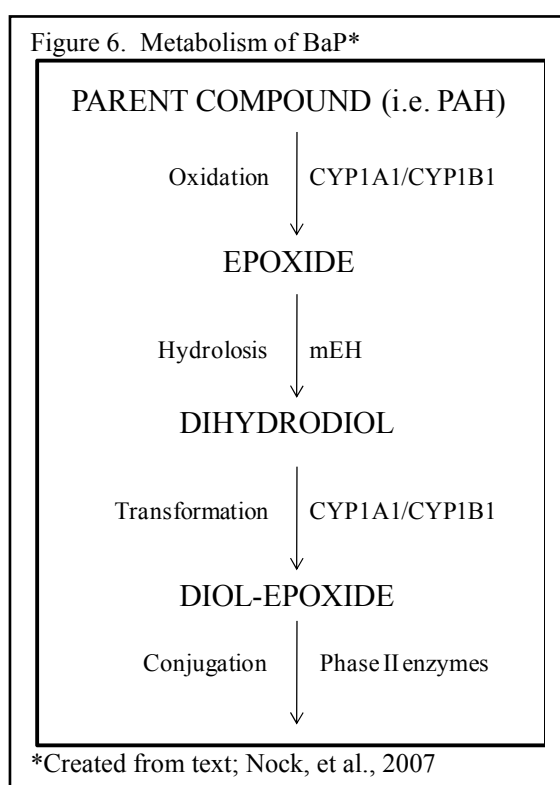 Figure 6. Metabolism of BaP*
PARENT COMPOUND (i.e. PAH)
Oxidation CYP1A1/CYP1B1
EPOXIDE
Hydrolosis mEH
DIHYDRODIOL
Transformation CYP1A1/CYP1B1
DIOL-EPOXIDE
Conjugation Phase II enzymes
*Created from text; Nock, et al., 2007